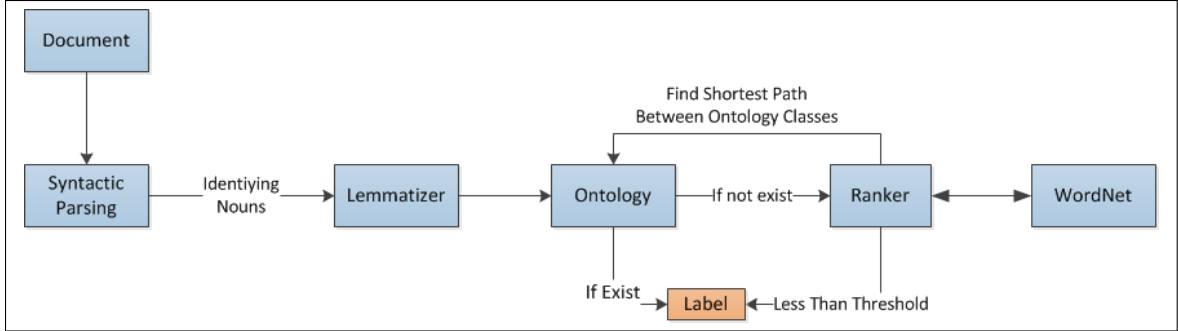 Document
Find Shortest Path
Between Ontology Classes
Syntactic
Parsing
Identiying
Nouns
Lemmatizer
Ontology
If not exist
Ranker
WordNet
If Exist
Label
Less Than Threshold